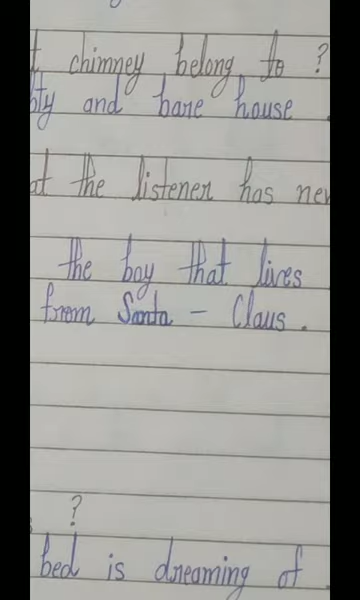 chimney belong to ?
and bare house .
the listener has
the boy that lives
from Santa - Claus .
?
bed is dreaming of